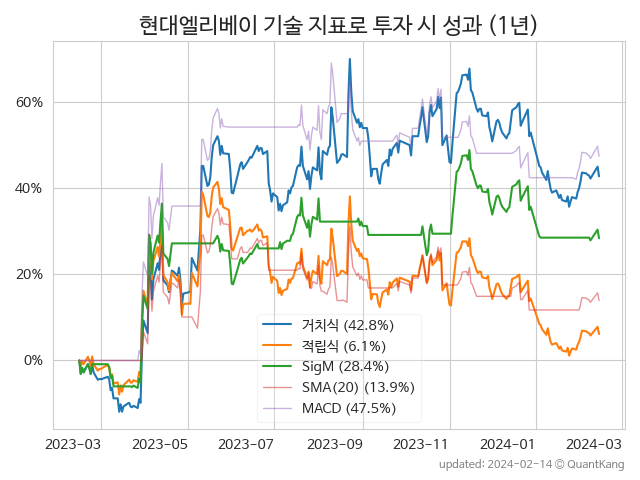 현대엘리베이 기술 지표로 투자 시 성과 (1년)
60%
40%
20%
0%
거치식 (42.8%)
적립식 (6.1%)
SigM (28.4%)
SMA(20) (13.9%)
MACD (47.5%)
2023-03 2023-05 2023-07 2023-09 2023-11 2024-01 2024-03
updated: 2024-02-14 @ QuantKang